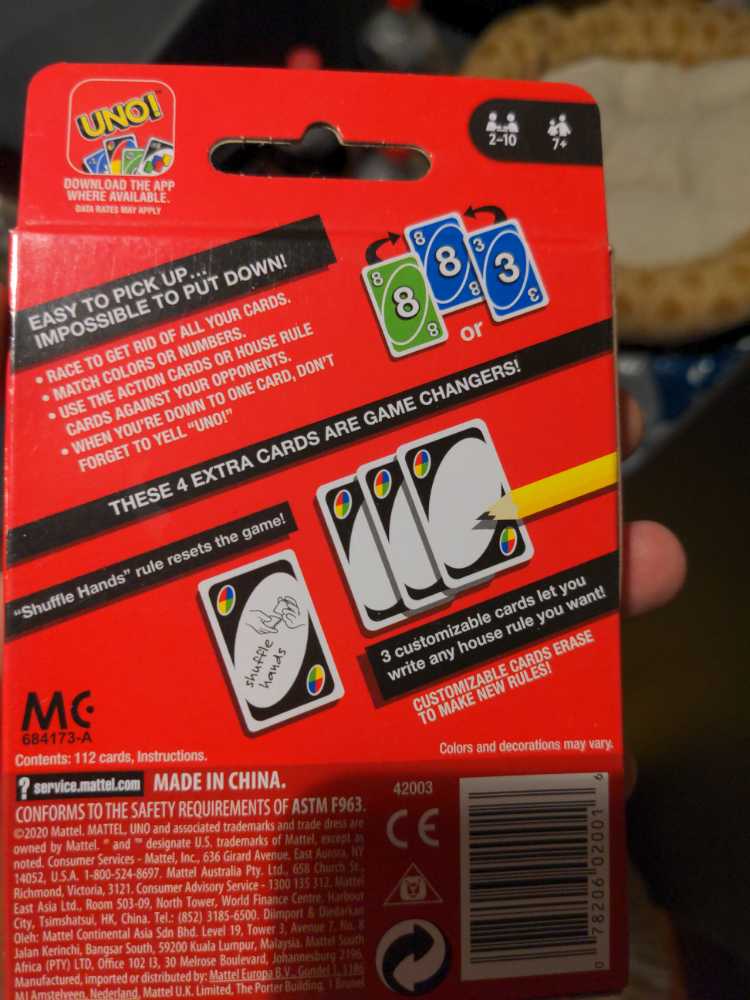 UNO!
™
DOWNLOAD THE APP
WHERE AVAILABLE.
DATA RATES MAY APPLY
2-10
7+
EASY TO PICK UP...
IMPOSSIBLE TO PUT DOWN!
• RACE TO GET RID OF ALL YOUR CARDS.
• MATCH COLORS OR NUMBERS.
• USE THE ACTION CARDS OR HOUSE RULE
CARDS AGAINST YOUR OPPONENTS.
• WHEN YOU'RE DOWN TO ONE CARD, DON'T
FORGET TO YELL "UNO!"
8
8
8
8
8
8
3
3
3
or
THESE 4 EXTRA CARDS ARE GAME CHANGERS!
"Shuffle Hands" rule resets the game!
shuffle
hands
3 customizable cards let you
write any house rule you want!
CUSTOMIZABLE CARDS ERASE
TO MAKE NEW RULES!
MC
684173-A
Contents: 112 cards, Instructions.
Colors and decorations may vary.
? service.mattel.com MADE IN CHINA.
CONFORMS TO THE SAFETY REQUIREMENTS OF ASTM F963.
©2020 Mattel. MATTEL, UNO and associated trademarks and trade dress are
owned by Mattel. ® and ™ designate U.S. trademarks of Mattel, except as
noted. Consumer Services - Mattel, Inc., 636 Girard Avenue, East Aurora, NY
14052, U.S.A. 1-800-524-8697. Mattel Australia Pty. Ltd., 658 Church St.,
Richmond, Victoria, 3121. Consumer Advisory Service - 1300 135 312. Mattel
East Asia Ltd., Room 503-09, North Tower, World Finance Centre, Harbour
City, Tsimshatsui, HK, China. Tel.: (852) 3185-6500. Diimport & Diedarkan
Oleh: Mattel Continental Asia Sdn Bhd. Level 19, Tower 3, Avenue 7, No. 8
Jalan Kerinchi, Bangsar South, 59200 Kuala Lumpur, Malaysia. Mattel South
Africa (PTY) LTD, Office 102 I3, 30 Melrose Boulevard, Johannesburg 2196.
Manufactured, imported or distributed by: Mattel Europa B.V., Gondel 1, 1186
MJ Amstelveen, Nederland. Mattel U.K. Limited, The Porter Building, 1 Brunel
42003
CE
0 78206 02001 6